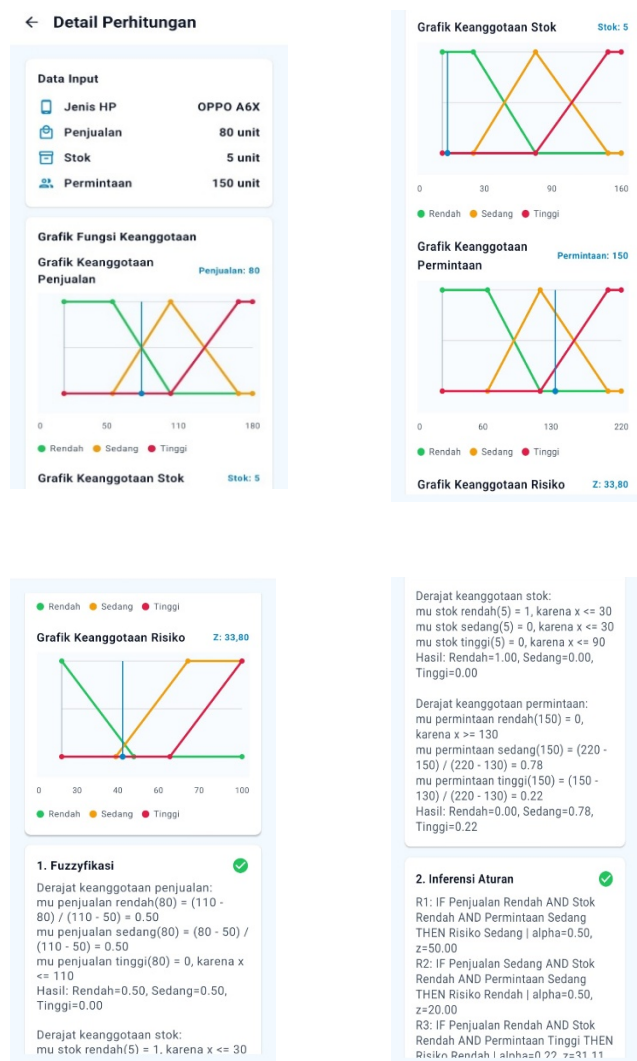 ← Detail Perhitungan
Data Input
Jenis HP OPPO A6X
Penjualan 80 unit
Stok 5 unit
Permintaan 150 unit
Grafik Fungsi Keanggotaan
Grafik Keanggotaan
Penjualan
Penjualan: 80
0 50 110 180
Rendah Sedang Tinggi
Grafik Keanggotaan Stok Stok: 5
Grafik Keanggotaan Stok Stok: 5
0 30 90 160
Rendah Sedang Tinggi
Grafik Keanggotaan
Permintaan
Permintaan: 150
0 60 130 220
Rendah Sedang Tinggi
Grafik Keanggotaan Risiko Z: 33,80
Rendah Sedang Tinggi
Grafik Keanggotaan Risiko Z: 33,80
0 30 40 60 70 100
Rendah Sedang Tinggi
1. Fuzzyfikasi
Derajat keanggotaan penjualan:
mu penjualan rendah(80) = (110 -
80) / (110 - 50) = 0.50
mu penjualan sedang(80) = (80 - 50) /
(110 - 50) = 0.50
mu penjualan tinggi(80) = 0, karena x
<= 110
Hasil: Rendah=0.50, Sedang=0.50,
Tinggi=0.00
Derajat keanggotaan stok:
mu stok rendah(5) = 1, karena x <= 30
Derajat keanggotaan stok:
mu stok rendah(5) = 1, karena x <= 30
mu stok sedang(5) = 0, karena x <= 30
mu stok tinggi(5) = 0, karena x <= 90
Hasil: Rendah=1.00, Sedang=0.00,
Tinggi=0.00
Derajat keanggotaan permintaan:
mu permintaan rendah(150) = 0,
karena x >= 130
mu permintaan sedang(150) = (220 -
150) / (220 - 130) = 0.78
mu permintaan tinggi(150) = (150 -
130) / (220 - 130) = 0.22
Hasil: Rendah=0.00, Sedang=0.78,
Tinggi=0.22
2. Inferensi Aturan
R1: IF Penjualan Rendah AND Stok
Rendah AND Permintaan Sedang
THEN Risiko Sedang | alpha=0.50,
z=50.00
R2: IF Penjualan Sedang AND Stok
Rendah AND Permintaan Sedang
THEN Risiko Rendah | alpha=0.50,
z=20.00
R3: IF Penjualan Rendah AND Stok
Rendah AND Permintaan Tinggi THEN
Risiko Rendah | alpha=0.22, z=31.11